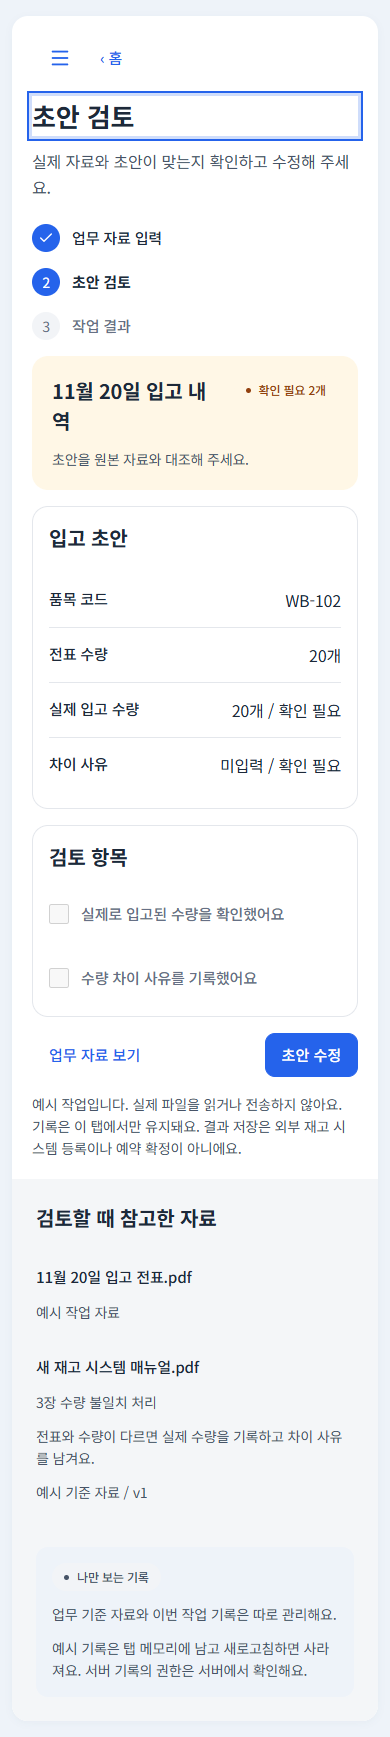 ‹ 홈
초안 검토
실제 자료와 초안이 맞는지 확인하고 수정해 주세
요.
업무 자료 입력
2 초안 검토
3 작업 결과
11월 20일 입고 내
역
확인 필요 2개
초안을 원본 자료와 대조해 주세요.
입고 초안
품목 코드 WB-102
전표 수량 20개
실제 입고 수량 20개 / 확인 필요
차이 사유 미입력 / 확인 필요
검토 항목
실제로 입고된 수량을 확인했어요
수량 차이 사유를 기록했어요
업무 자료 보기 초안 수정
예시 작업입니다. 실제 파일을 읽거나 전송하지 않아요.
기록은 이 탭에서만 유지돼요. 결과 저장은 외부 재고 시
스템 등록이나 예약 확정이 아니에요.
검토할 때 참고한 자료
11월 20일 입고 전표.pdf
예시 작업 자료
새 재고 시스템 매뉴얼.pdf
3장 수량 불일치 처리
전표와 수량이 다르면 실제 수량을 기록하고 차이 사유
를 남겨요.
예시 기준 자료 / v1
나만 보는 기록
업무 기준 자료와 이번 작업 기록은 따로 관리해요.
예시 기록은 탭 메모리에 남고 새로고침하면 사라
져요. 서버 기록의 권한은 서버에서 확인해요.